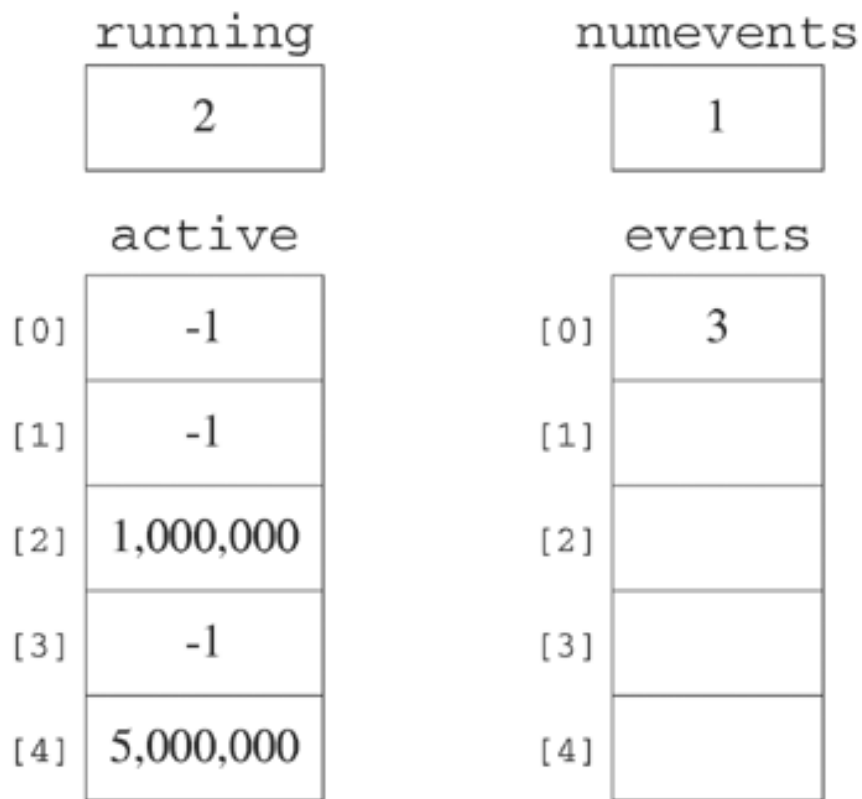 running numevents
2 1
active events
[0] -1 [0] 3
[1] -1 [1]
[2] 1,000,000 [2]
[3] -1 [3]
[4] 5,000,000 [4]